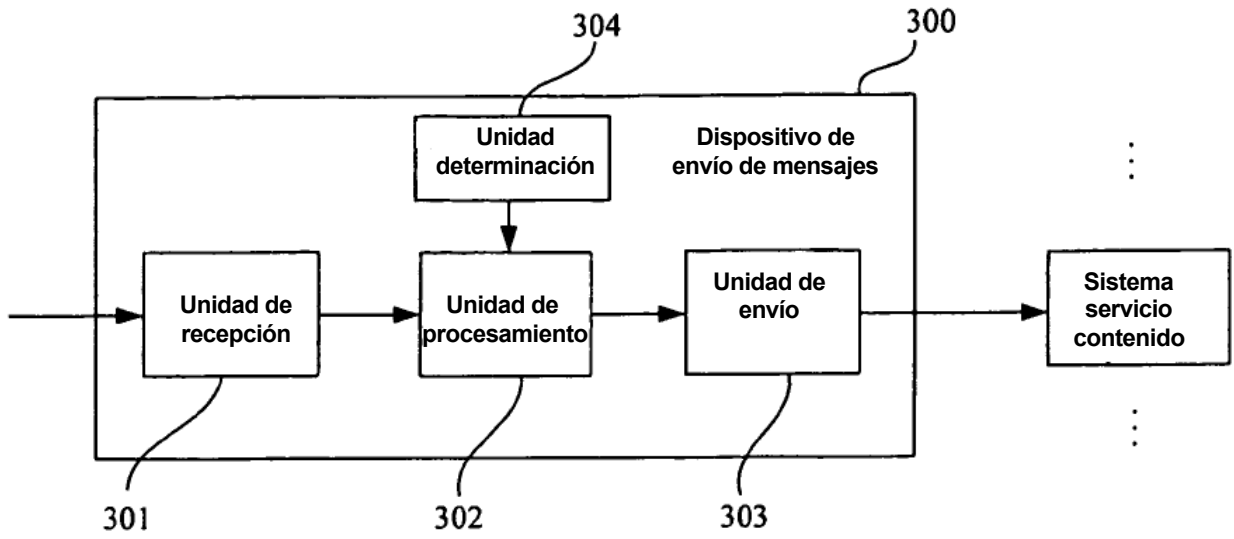 304
300
Unidad
determinación
Dispositivo de
envío de mensajes
Unidad de
recepción
Unidad de
procesamiento
Unidad de
envío
Sistema
servicio
contenido
301
302
303